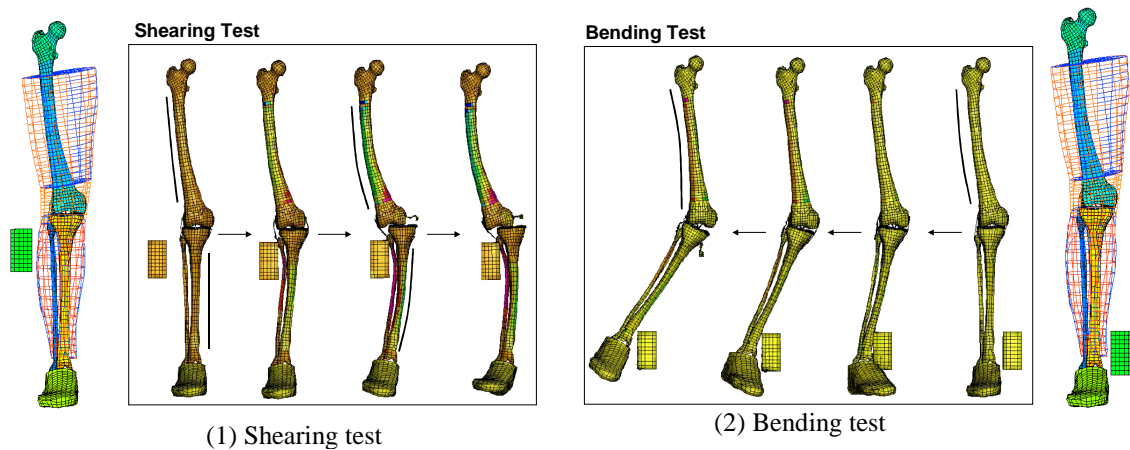 Shearing Test
Bending Test
(1) Shearing test
(2) Bending test